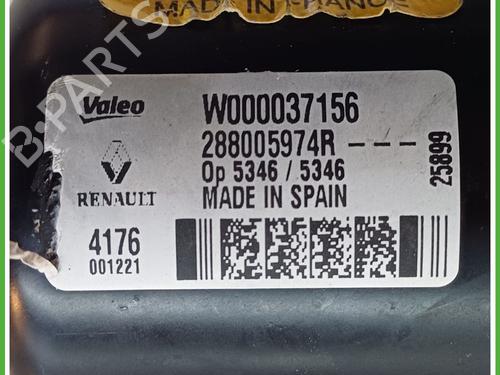 MADE IN FRANCE
B-PARTS
Valeo
W000037156
288005974R---
Op 5346 / 5346
MADE IN SPAIN
RENAULT
4176
001221
25899